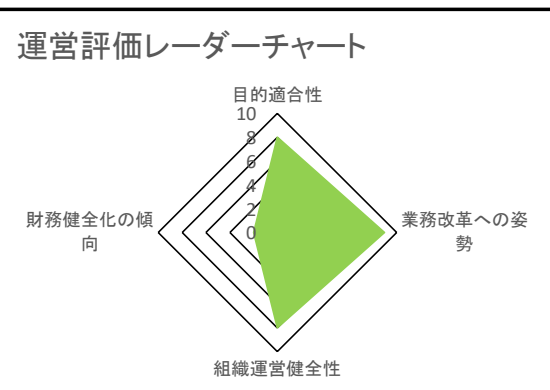 運営評価レーダーチャート
目的適合性
10
8
6
4
2
0
業務改革への姿
勢
財務健全化の傾
向
組織運営健全性